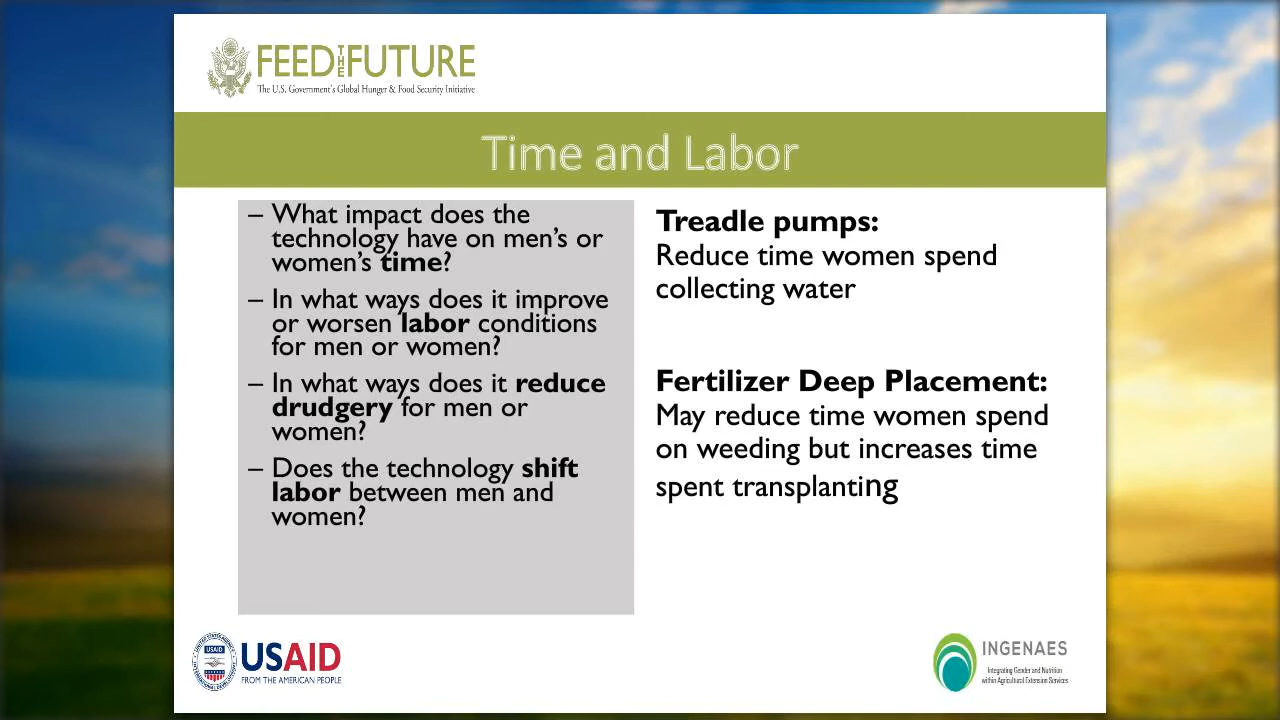 FEED THE FUTURE
The U.S. Government's Global Hunger & Food Security Initiative
Time and Labor
– What impact does the
technology have on men's or
women's time?
– In what ways does it improve
or worsen labor conditions
for men or women?
– In what ways does it reduce
drudgery for men or
women?
– Does the technology shift
labor between men and
women?
Treadle pumps:
Reduce time women spend
collecting water
Fertilizer Deep Placement:
May reduce time women spend
on weeding but increases time
spent transplanting
USAID
USAID
FROM THE AMERICAN PEOPLE
INGENAES
Integrating Gender and Nutrition
within Agricultural Extension Services